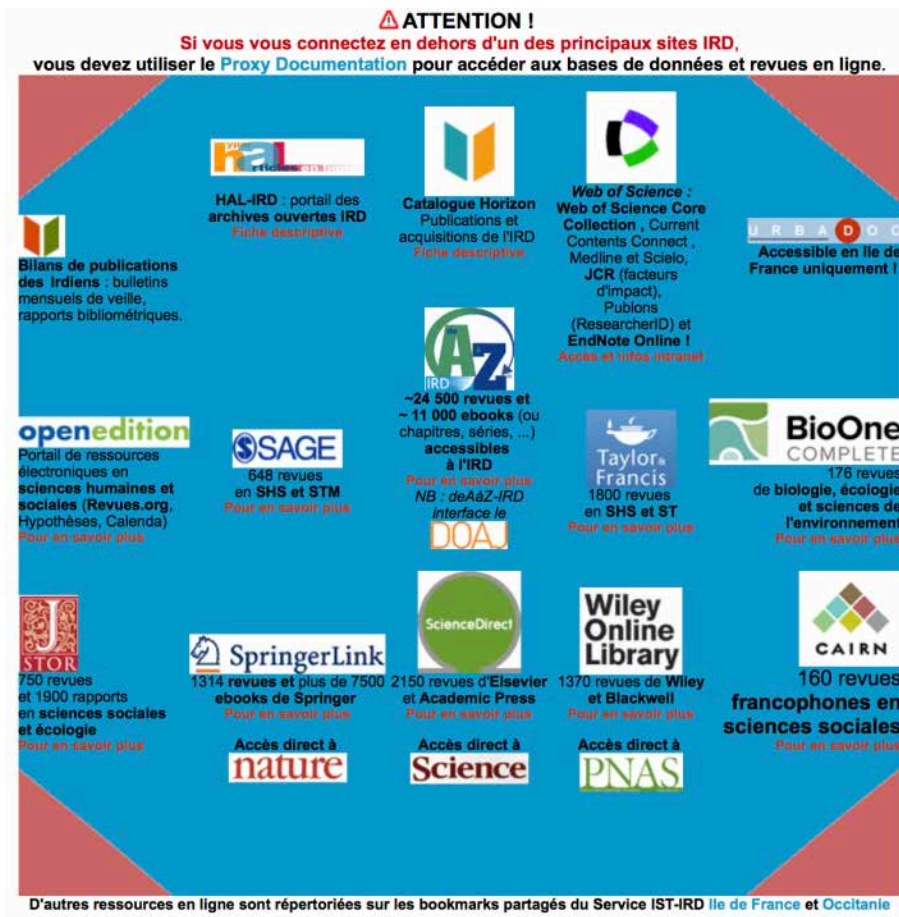 ATTENTION !
Si vous vous connectez en dehors d'un des principaux sites IRD,
vous devez utiliser le Proxy Documentation pour accéder aux bases de données et revues en ligne.
hal
articles en ligne
HAL-IRD : portail des
archives ouvertes IRD
Fiche descriptive
Catalogue Horizon
Publications et
acquisitions de l'IRD
Fiche descriptive
Web of Science :
Web of Science Core
Collection , Current
Contents Connect ,
Medline et Scielo,
JCR (facteurs
d'impact),
Publons
(ResearcherID) et
EndNote Online !
Accès et infos intranet
URBADOC
Accessible en Ile de
France uniquement !
Bilans de publications
des Irdiens : bulletins
mensuels de veille,
rapports bibliométriques.
de A à Z
IRD
~24 500 revues et
~ 11 000 ebooks (ou
chapitres, séries, ...)
accessibles
à l'IRD
Pour en savoir plus
NB : deAàZ-IRD
interface le
DOAJ
openedition
Portail de ressources
électroniques en
sciences humaines et
sociales (Revues.org,
Hypothèses, Calenda)
Pour en savoir plus
SAGE
648 revues
en SHS et STM
Pour en savoir plus
Taylor &
Francis
1800 revues
en SHS et ST
Pour en savoir plus
BioOne
COMPLETE
176 revues
de biologie, écologie
et sciences de
l'environnement
Pour en savoir plus
JSTOR
750 revues
et 1900 rapports
en sciences sociales
et écologie
Pour en savoir plus
SpringerLink
1314 revues et plus de 7500
ebooks de Springer
Pour en savoir plus
Accès direct à
nature
ScienceDirect
2150 revues d'Elsevier
et Academic Press
Pour en savoir plus
Accès direct à
Science
Wiley
Online
Library
1370 revues de Wiley
et Blackwell
Pour en savoir plus
Accès direct à
PNAS
CAIRN
160 revues
francophones en
sciences sociales
Pour en savoir plus
D'autres ressources en ligne sont répertoriées sur les bookmarks partagés du Service IST-IRD Ile de France et Occitanie